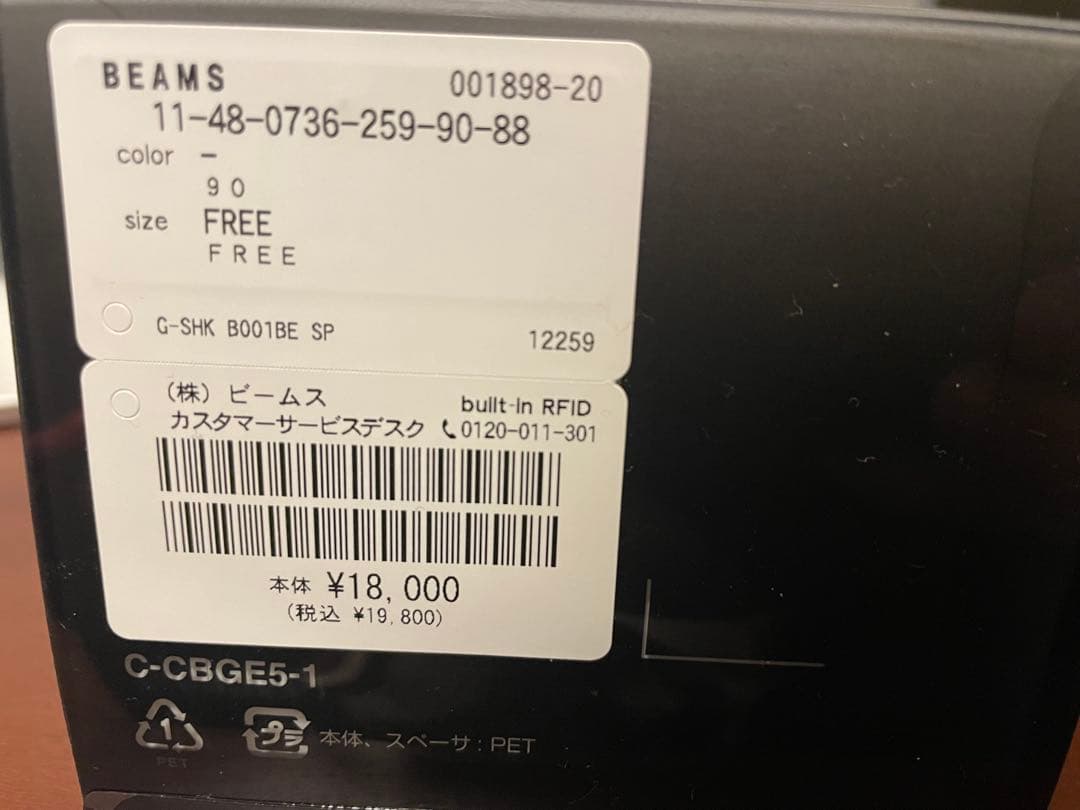 BEAMS 001898-20
11-48-0736-259-90-88
color -
90
size FREE
FREE
G-SHK B001BE SP 12259
(株) ビームス built-in RFID
カスタマーサービスデスク 0120-011-301
本体 ¥18,000
(税込 ¥19,800)
C-CBGE5-1
1
PET
プラ 本体、スペーサ:PET